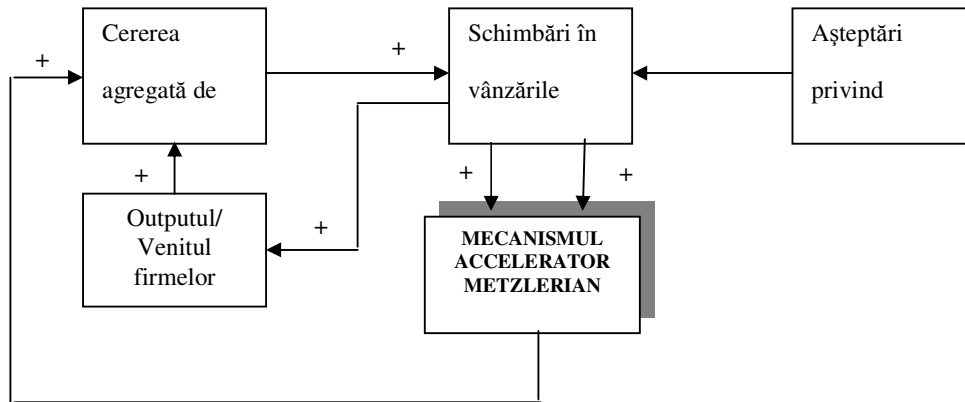 Cererea
agregată de
+
+
Schimbări în
vânzările
Aşteptări
privind
+
+
+
+
Outputul/
Venitul
firmelor
MECANISMUL
ACCELERATOR
METZLERIAN